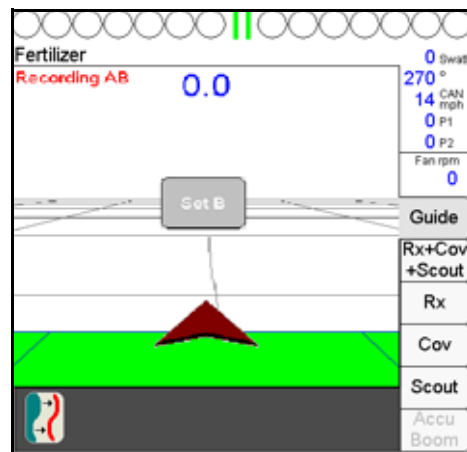 Fertilizer
Recording AB
0.0
0 Swath
270 °
14 CAN mph
0 P1
0 P2
Fan rpm
0
Set B
Guide
Rx+Cov
+Scout
Rx
Cov
Scout
Accu
Boom